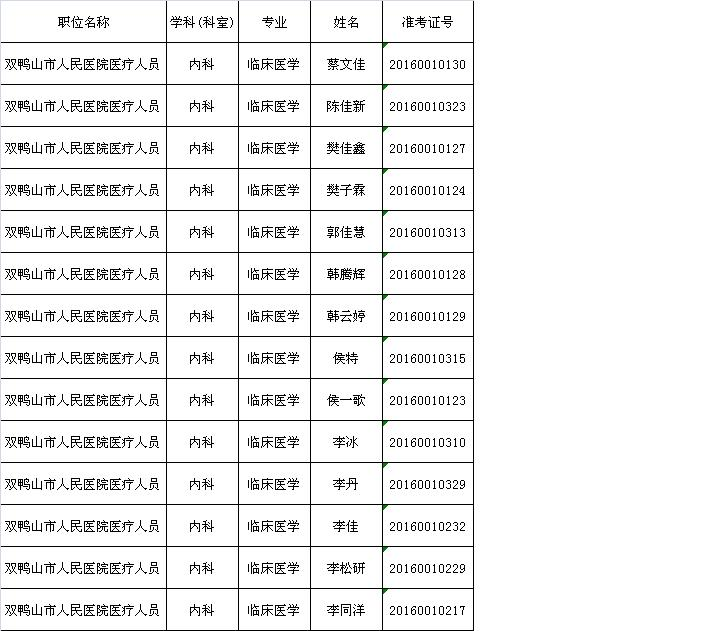 职位名称 学科(科室) 专业 姓名 准考证号
双鸭山市人民医院医疗人员 内科 临床医学 蔡文佳 20160010130
双鸭山市人民医院医疗人员 内科 临床医学 陈佳新 20160010323
双鸭山市人民医院医疗人员 内科 临床医学 樊佳鑫 20160010127
双鸭山市人民医院医疗人员 内科 临床医学 樊子霖 20160010124
双鸭山市人民医院医疗人员 内科 临床医学 郭佳慧 20160010313
双鸭山市人民医院医疗人员 内科 临床医学 韩腾辉 20160010128
双鸭山市人民医院医疗人员 内科 临床医学 韩云婷 20160010129
双鸭山市人民医院医疗人员 内科 临床医学 侯特 20160010315
双鸭山市人民医院医疗人员 内科 临床医学 侯一歌 20160010123
双鸭山市人民医院医疗人员 内科 临床医学 李冰 20160010310
双鸭山市人民医院医疗人员 内科 临床医学 李丹 20160010329
双鸭山市人民医院医疗人员 内科 临床医学 李佳 20160010232
双鸭山市人民医院医疗人员 内科 临床医学 李松研 20160010229
双鸭山市人民医院医疗人员 内科 临床医学 李同洋 20160010217